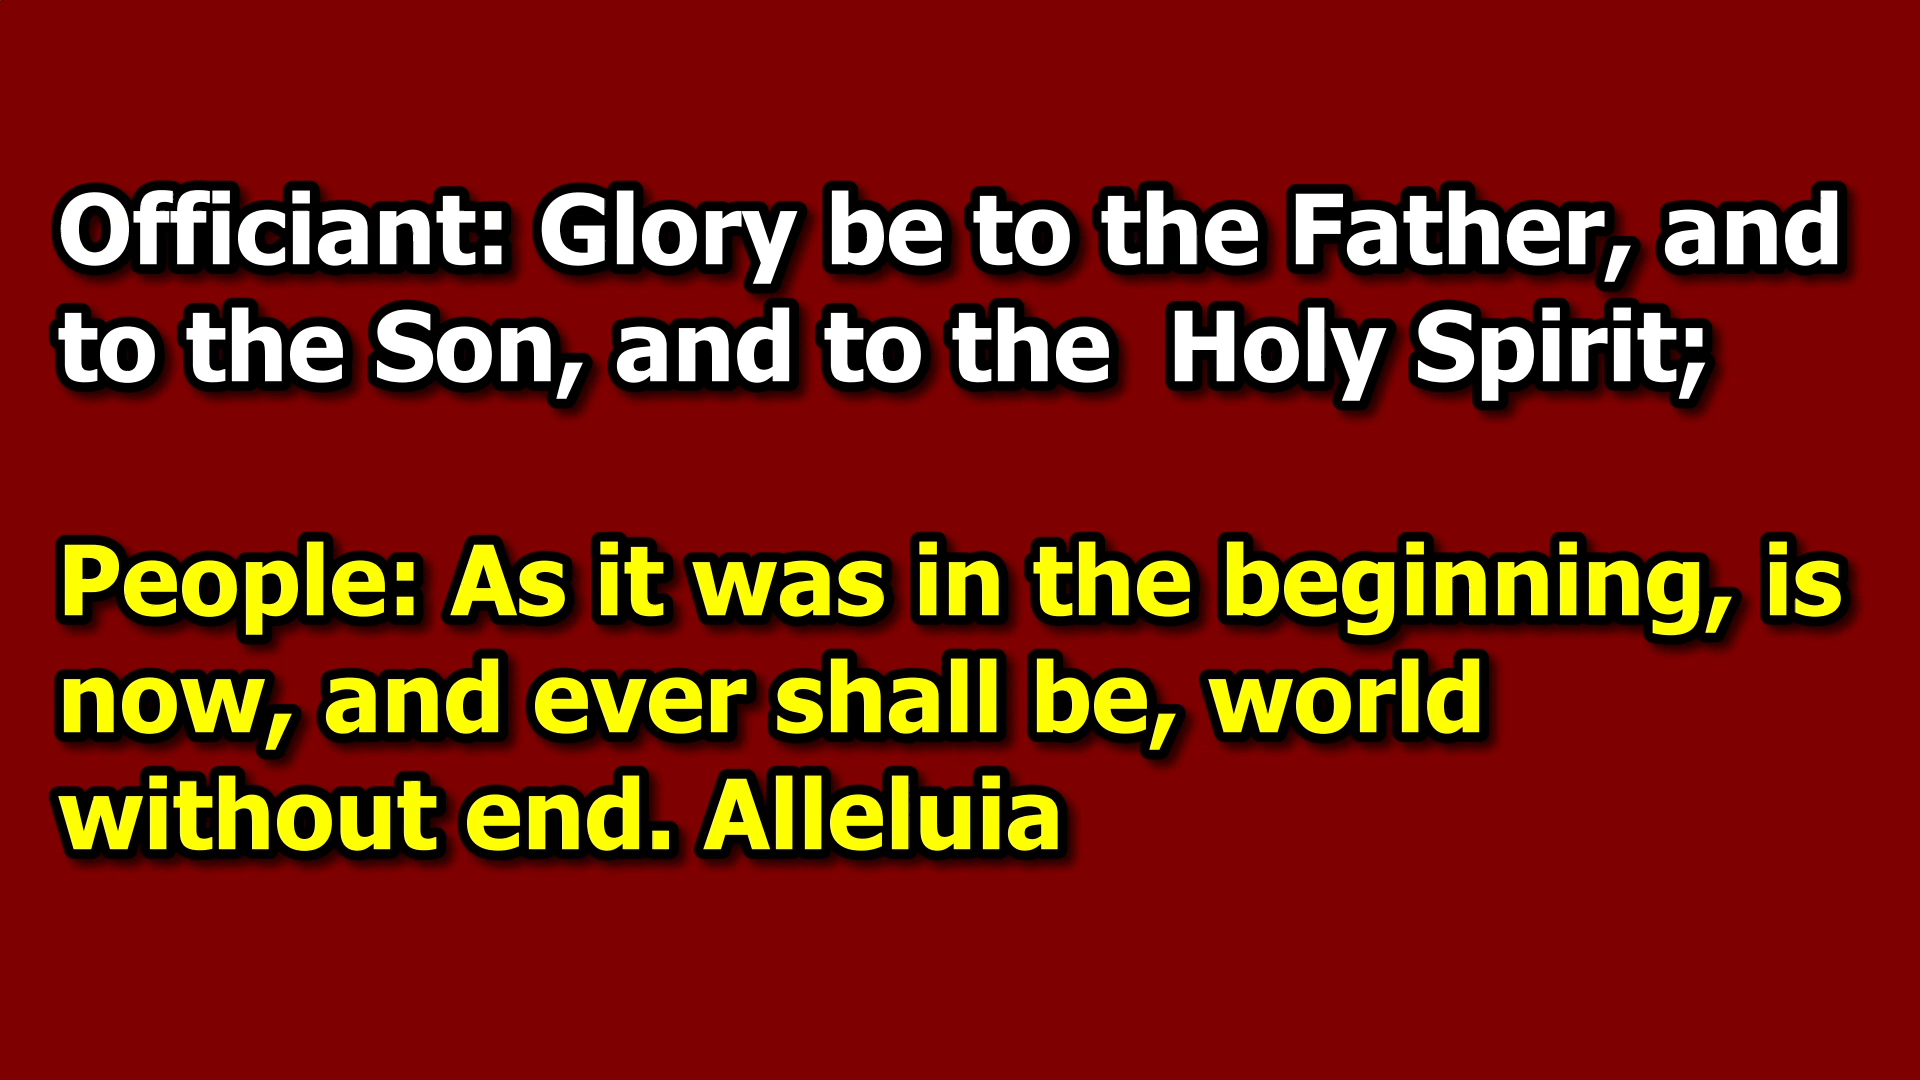 Officiant: Glory be to the Father, and
to the Son, and to the  Holy Spirit;
People: As it was in the beginning, is
now, and ever shall be, world
without end. Alleluia